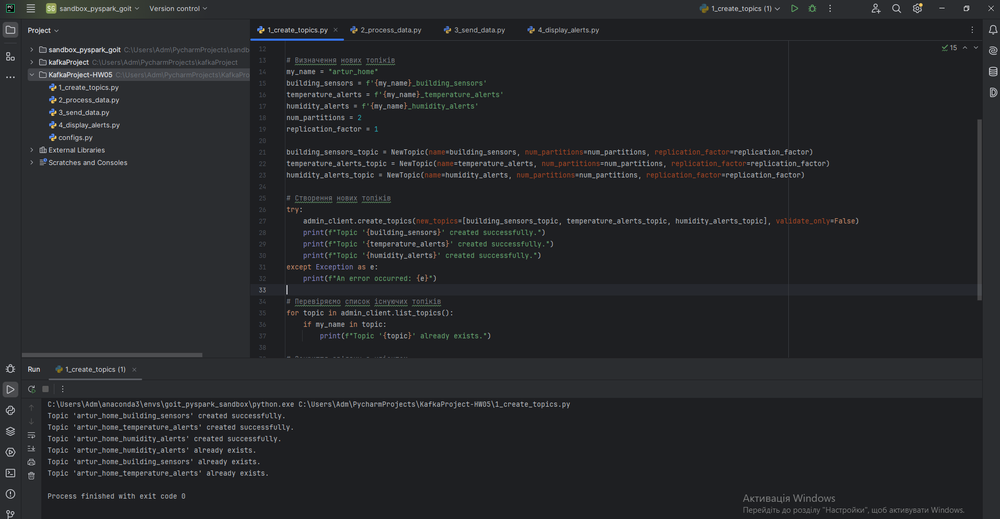 PC
SG sandbox_pyspark_goit Version control
1_create_topics (1)
Project
1_create_topics.py 2_process_data.py 3_send_data.py 4_display_alerts.py
sandbox_pyspark_goit C:\Users\Adm\PycharmProjects\sandb
kafkaProject C:\Users\Adm\PycharmProjects\kafkaProject
KafkaProject-HW05 C:\Users\Adm\PycharmProjects\KafkaPro
1_create_topics.py
2_process_data.py
3_send_data.py
4_display_alerts.py
configs.py
External Libraries
Scratches and Consoles
15
12
13 # Визначення нових топіків
14 my_name = "artur_home"
15 building_sensors = f'{my_name}_building_sensors'
16 temperature_alerts = f'{my_name}_temperature_alerts'
17 humidity_alerts = f'{my_name}_humidity_alerts'
18 num_partitions = 2
19 replication_factor = 1
20
21 building_sensors_topic = NewTopic(name=building_sensors, num_partitions=num_partitions, replication_factor=replication_factor)
22 temperature_alerts_topic = NewTopic(name=temperature_alerts, num_partitions=num_partitions, replication_factor=replication_factor)
23 humidity_alerts_topic = NewTopic(name=humidity_alerts, num_partitions=num_partitions, replication_factor=replication_factor)
24
25 # Створення нових топіків
26 try:
27 admin_client.create_topics(new_topics=[building_sensors_topic, temperature_alerts_topic, humidity_alerts_topic], validate_only=False)
28 print(f"Topic '{building_sensors}' created successfully.")
29 print(f"Topic '{temperature_alerts}' created successfully.")
30 print(f"Topic '{humidity_alerts}' created successfully.")
31 except Exception as e:
32 print(f"An error occurred: {e}")
33
34 # Перевіряємо список існуючих топіків
35 for topic in admin_client.list_topics():
36 if my_name in topic:
37 print(f"Topic '{topic}' already exists.")
38
Run 1_create_topics (1)
C:\Users\Adm\anaconda3\envs\goit_pyspark_sandbox\python.exe C:\Users\Adm\PycharmProjects\KafkaProject-HW05\1_create_topics.py
Topic 'artur_home_building_sensors' created successfully.
Topic 'artur_home_temperature_alerts' created successfully.
Topic 'artur_home_humidity_alerts' created successfully.
Topic 'artur_home_humidity_alerts' already exists.
Topic 'artur_home_building_sensors' already exists.
Topic 'artur_home_temperature_alerts' already exists.
Process finished with exit code 0
Активація Windows
Перейдіть до розділу "Настройки", щоб активувати Windows.